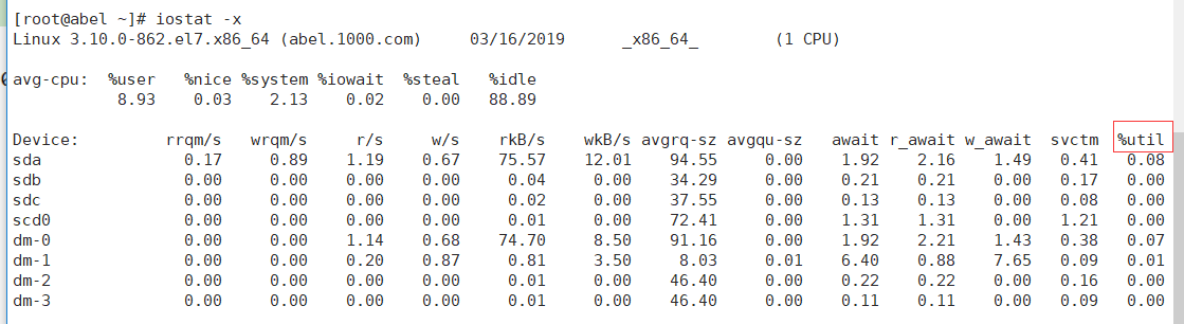 [root@abel ~]# iostat -x
Linux 3.10.0-862.el7.x86_64 (abel.1000.com) 03/16/2019 _x86_64_ (1 CPU)
avg-cpu: %user %nice %system %iowait %steal %idle
8.93 0.03 2.13 0.02 0.00 88.89
Device: rrqm/s wrqm/s r/s w/s rkB/s wkB/s avgrq-sz avgqu-sz await r_await w_await svctm %util
sda 0.17 0.89 1.19 0.67 75.57 12.01 94.55 0.00 1.92 2.16 1.49 0.41 0.08
sdb 0.00 0.00 0.00 0.00 0.04 0.00 34.29 0.00 0.21 0.21 0.00 0.17 0.00
sdc 0.00 0.00 0.00 0.00 0.02 0.00 37.55 0.00 0.13 0.13 0.00 0.08 0.00
scd0 0.00 0.00 0.00 0.00 0.01 0.00 72.41 0.00 1.31 1.31 0.00 1.21 0.00
dm-0 0.00 0.00 1.14 0.68 74.70 8.50 91.16 0.00 1.92 2.21 1.43 0.38 0.07
dm-1 0.00 0.00 0.20 0.87 0.81 3.50 8.03 0.01 6.40 0.88 7.65 0.09 0.01
dm-2 0.00 0.00 0.00 0.00 0.01 0.00 46.40 0.00 0.22 0.22 0.00 0.16 0.00
dm-3 0.00 0.00 0.00 0.00 0.01 0.00 46.40 0.00 0.11 0.11 0.00 0.09 0.00